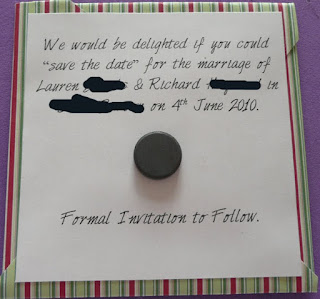 We would be delighted if you could
"save the date" for the marriage of
Lauren & Richard in
on 4th June 2010.
Formal Invitation to Follow.